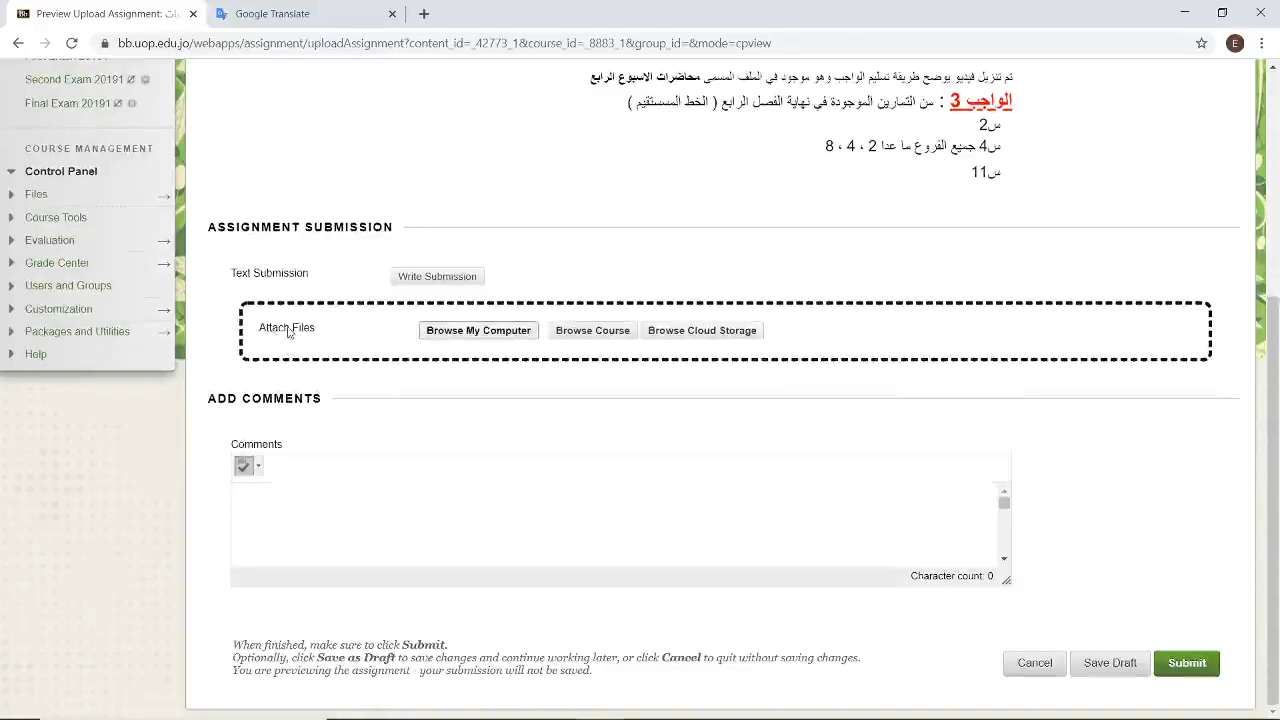 Preview Upload Assignment:
Google Translate
bb.uop.edu.jo/webapps/assignment/uploadAssignment?content_id=_42773_1&course_id=_8883_1&group_id=&mode=cpview
E
Second Exam 20191
Final Exam 20191
COURSE MANAGEMENT
Control Panel
Files
Course Tools
Evaluation
Grade Center
Users and Groups
Customization
Packages and Utilities
Help
تم تنزيل فيديو يوضح طريقة تسليم الواجب وهو موجود في الملف المسمى محاضرات الاسبوع الرابع
الواجب 3 : من التمارين الموجودة في نهاية الفصل الرابع ( الخط المستقيم )
س2
س4 جميع الفروع ما عدا 2 ، 4 ، 8
س11
ASSIGNMENT SUBMISSION
Text Submission
Write Submission
Attach Files
Browse My Computer
Browse Course
Browse Cloud Storage
ADD COMMENTS
Comments
Character count: 0
When finished, make sure to click Submit.
Optionally, click Save as Draft to save changes and continue working later, or click Cancel to quit without saving changes.
You are previewing the assignment - your submission will not be saved.
Cancel
Save Draft
Submit